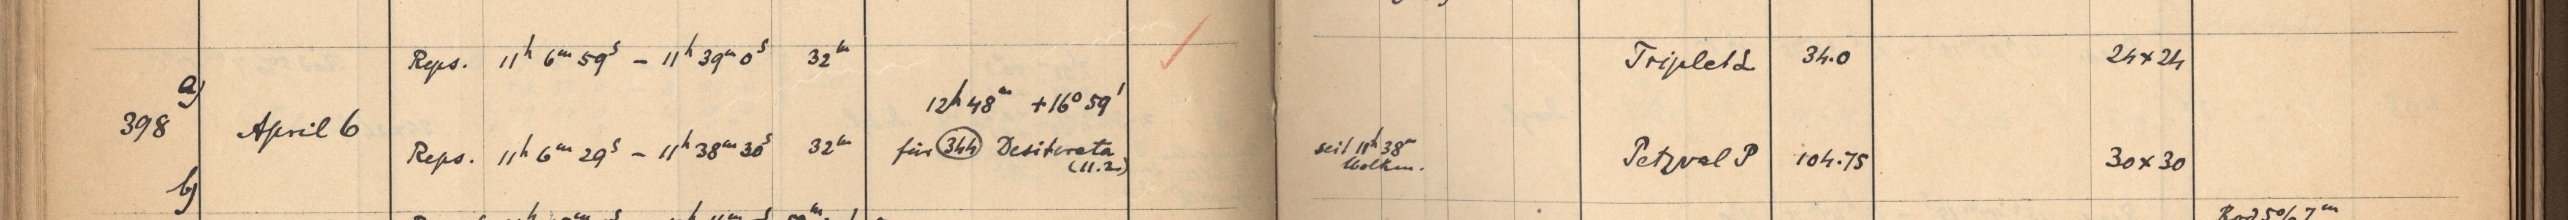 Reps. 11h 6m 59s – 11h 39m 0s 32m Triplet L 34.0 24×24
a)
12h 48m +16° 59'
398 April 6
Reps. 11h 6m 29s – 11h 38m 30s 32m für (344) Desiderata seit 11h 38m Petzval P 104.75 30×30
(11.2) Wolken.
b)